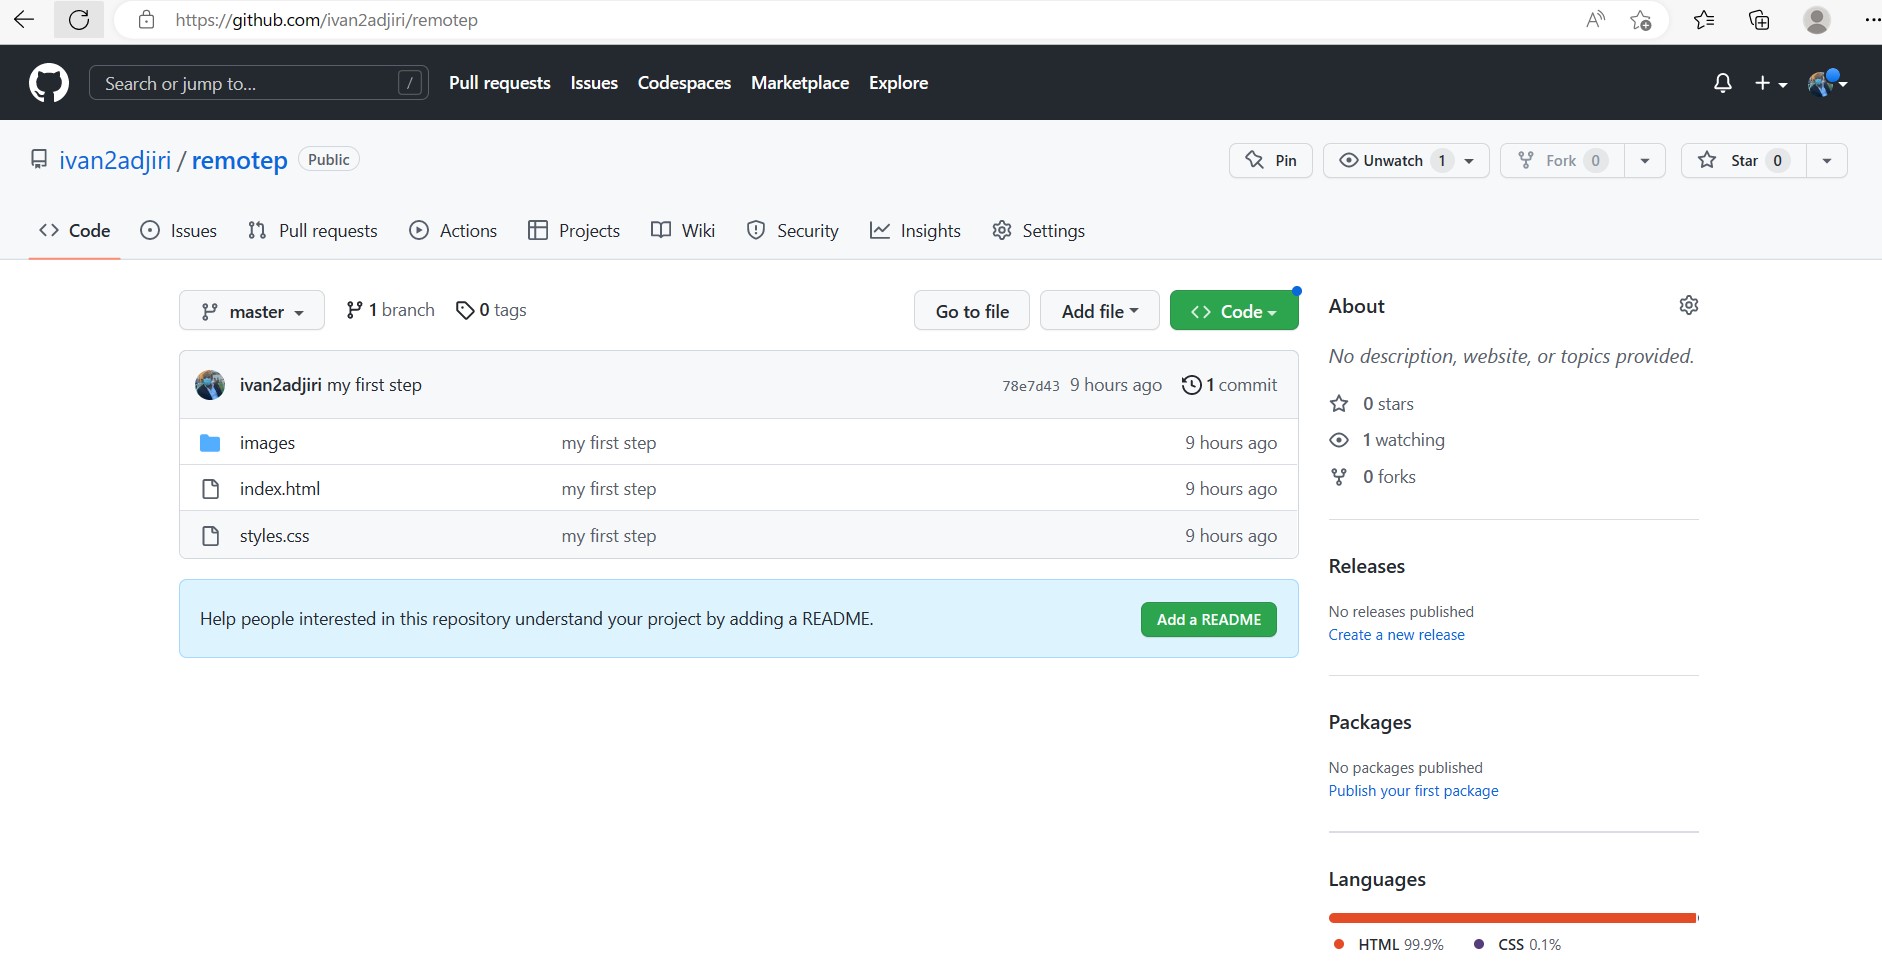 https://github.com/ivan2adjiri/remotep
Search or jump to... / Pull requests Issues Codespaces Marketplace Explore
ivan2adjiri / remotep Public Pin Unwatch 1 Fork 0 Star 0
Code Issues Pull requests Actions Projects Wiki Security Insights Settings
master 1 branch 0 tags Go to file Add file Code
ivan2adjiri my first step 78e7d43 9 hours ago 1 commit
images my first step 9 hours ago
index.html my first step 9 hours ago
styles.css my first step 9 hours ago
Help people interested in this repository understand your project by adding a README. Add a README
About
No description, website, or topics provided.
0 stars
1 watching
0 forks
Releases
No releases published
Create a new release
Packages
No packages published
Publish your first package
Languages
HTML 99.9% CSS 0.1%